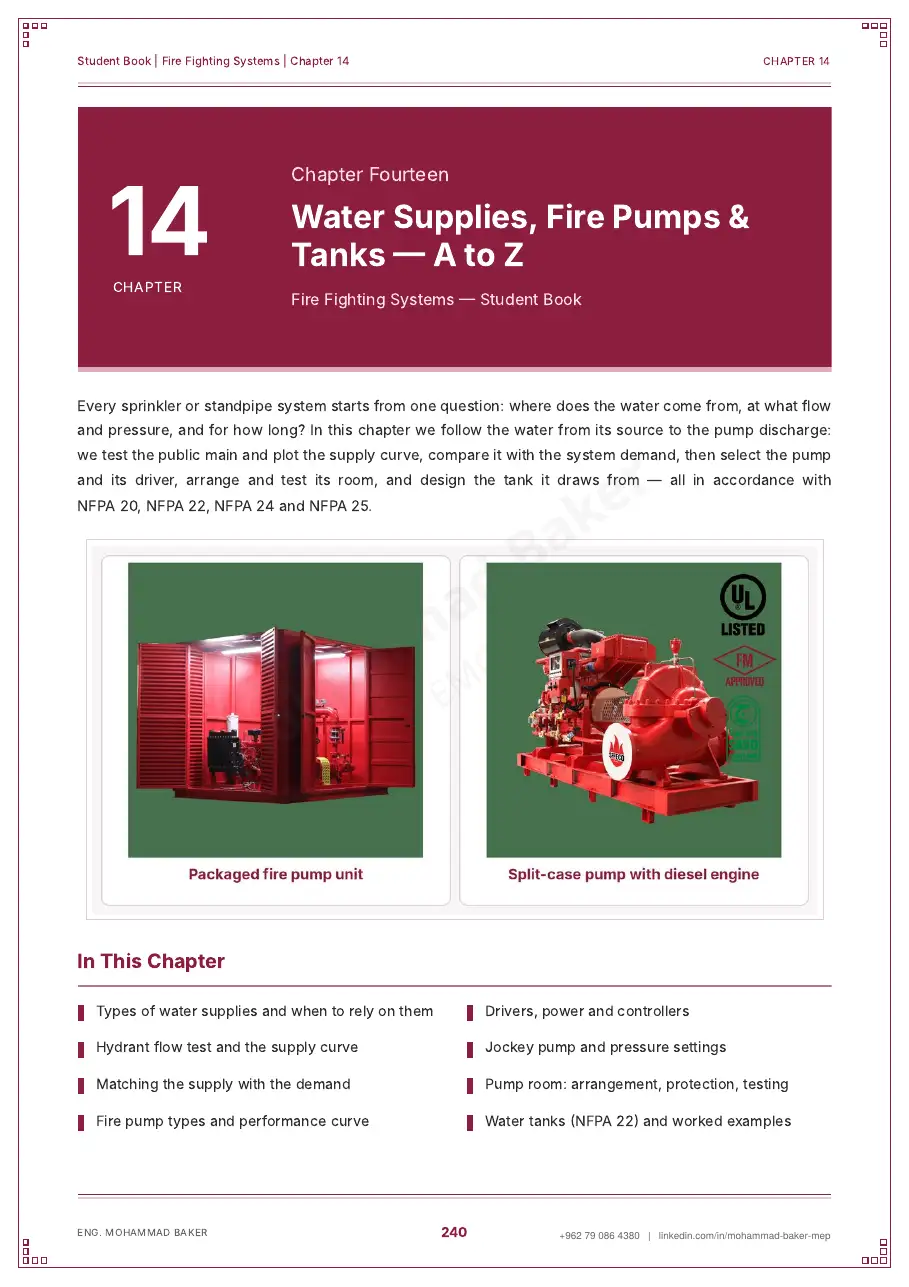 Student Book | Fire Fighting Systems | Chapter 14
CHAPTER 14
14
CHAPTER
Chapter Fourteen
Water Supplies, Fire Pumps &
Tanks — A to Z
Fire Fighting Systems — Student Book
Every sprinkler or standpipe system starts from one question: where does the water come from, at what flow
and pressure, and for how long? In this chapter we follow the water from its source to the pump discharge:
we test the public main and plot the supply curve, compare it with the system demand, then select the pump
and its driver, arrange and test its room, and design the tank it draws from — all in accordance with
NFPA 20, NFPA 22, NFPA 24 and NFPA 25.
UL
®
LISTED
FM
APPROVED
Packaged fire pump unit
Split-case pump with diesel engine
In This Chapter
Types of water supplies and when to rely on them
Hydrant flow test and the supply curve
Matching the supply with the demand
Fire pump types and performance curve
Drivers, power and controllers
Jockey pump and pressure settings
Pump room: arrangement, protection, testing
Water tanks (NFPA 22) and worked examples
ENG. MOHAMMAD BAKER
240
+962 79 086 4380 | linkedin.com/in/mohammad-baker-mep